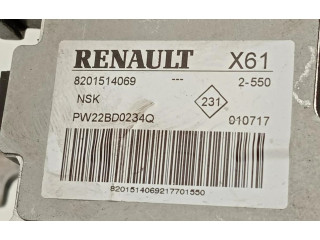 RENAULT X61
8201514069 --- 2-550
NSK 231
PW22BD0234Q 010717
8201514069217701550